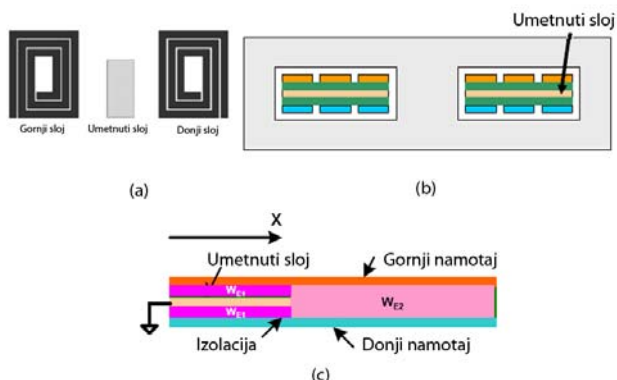 Umetnuti sloj
Gornji sloj
Umetnuti sloj
Donji sloj
(a)
(b)
X
Umetnuti sloj
Gornji namotaj
WE1
WE2
WE1
Izolacija
Donji namotaj
(c)